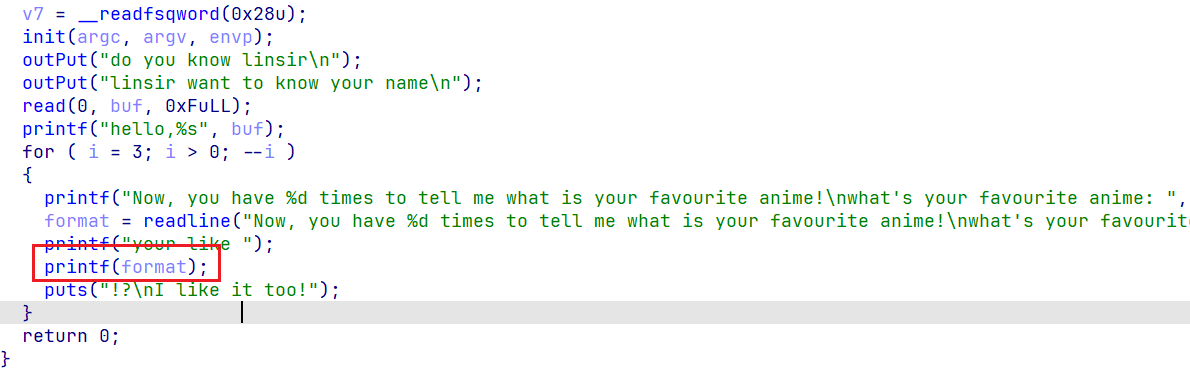 v7 = __readfsqword(0x28u);
init(argc, argv, envp);
outPut("do you know linsir\n");
outPut("linsir want to know your name\n");
read(0, buf, 0xFuLL);
printf("hello,%s", buf);
for ( i = 3; i > 0; --i )
{
printf("Now, you have %d times to tell me what is your favourite anime!\nwhat's your favourite anime: ",
format = readline("Now, you have %d times to tell me what is your favourite anime!\nwhat's your favourit
printf("your like ");
printf(format);
puts("!?\nI like it too!");
}
return 0;
}